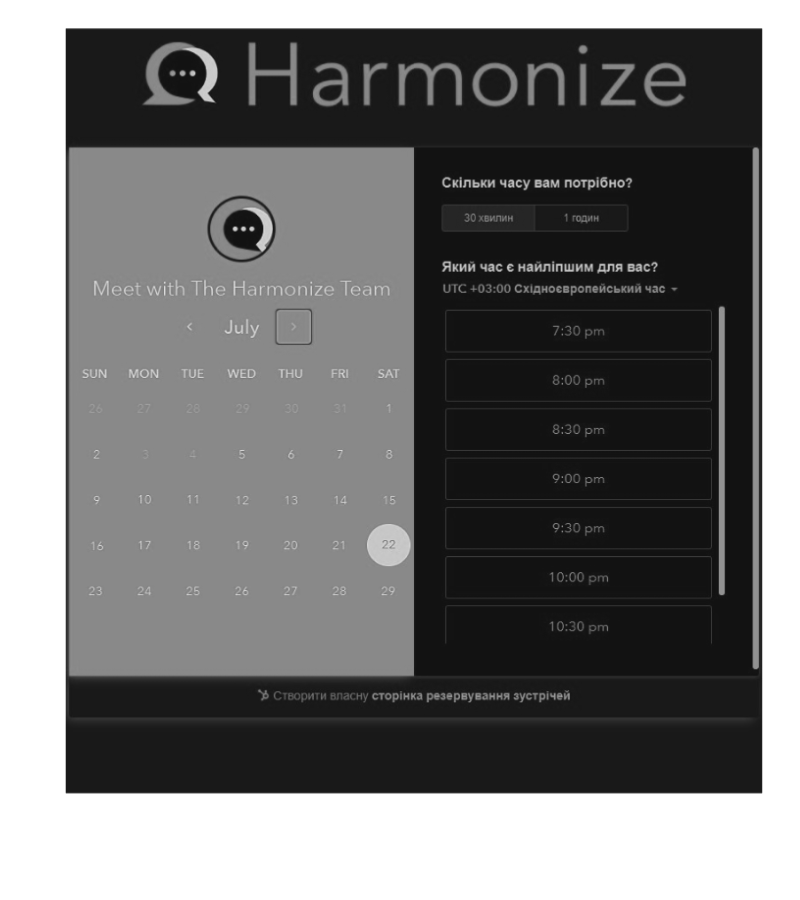 Harmonize
Meet with The Harmonize Team
‹ July ›
SUN MON TUE WED THU FRI SAT
26 27 28 29 30 31 1
2 3 4 5 6 7 8
9 10 11 12 13 14 15
16 17 18 19 20 21 22
23 24 25 26 27 28 29
Скільки часу вам потрібно?
30 хвилин 1 годин
Який час є найліпшим для вас?
UTC +03:00 Східноєвропейський час
7:30 pm
8:00 pm
8:30 pm
9:00 pm
9:30 pm
10:00 pm
10:30 pm
Створити власну сторінка резервування зустрічей